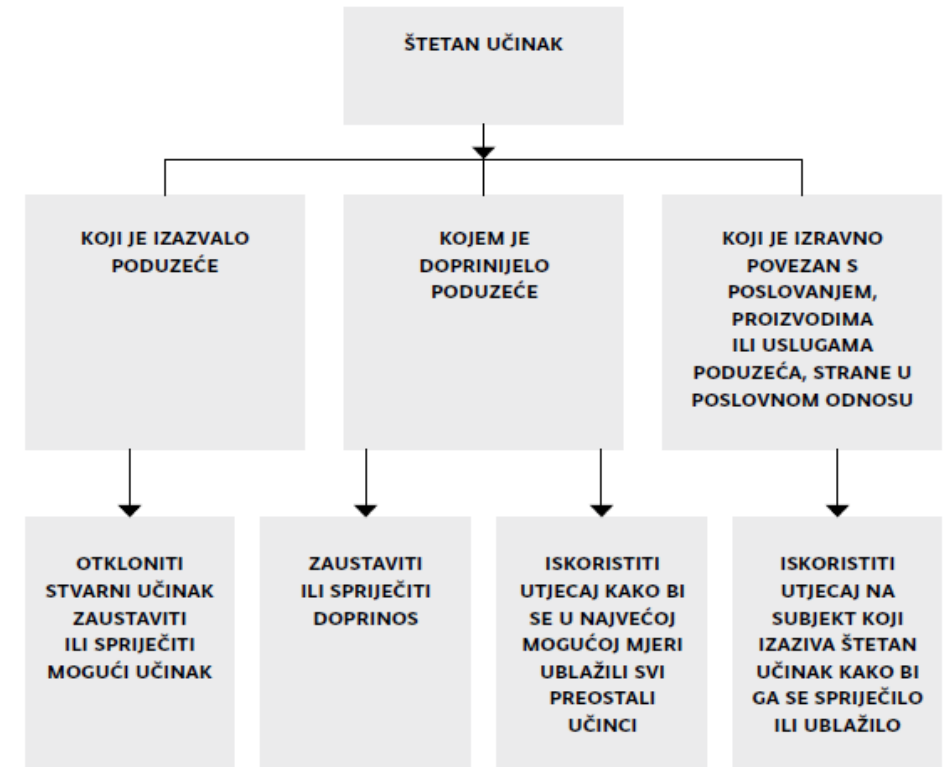 ŠTETAN UČINAK
KOJI JE IZAZVALO
PODUZEĆE
KOJEM JE
DOPRINIJELO
PODUZEĆE
KOJI JE IZRAVNO
POVEZAN S
POSLOVANJEM,
PROIZVODIMA
ILI USLUGAMA
PODUZEĆA, STRANE U
POSLOVNOM ODNOSU
OTKLONITI
STVARNI UČINAK
ZAUSTAVITI
ILI SPRIJEČITI
MOGUĆI UČINAK
ZAUSTAVITI
ILI SPRIJEČITI
DOPRINOS
ISKORISTITI
UTJECAJ KAKO BI
SE U NAJVEĆOJ
MOGUĆOJ MJERI
UBLAŽILI SVI
PREOSTALI
UČINCI
ISKORISTITI
UTJECAJ NA
SUBJEKT KOJI
IZAZIVA ŠTETAN
UČINAK KAKO BI
GA SE SPRIJEČILO
ILI UBLAŽILO